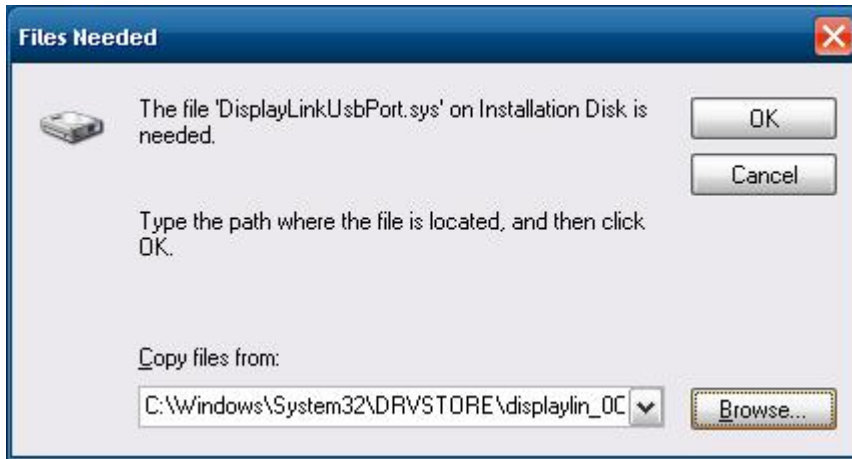 Files Needed
The file 'DisplayLinkUsbPort.sys' on Installation Disk is
needed.
OK
Cancel
Type the path where the file is located, and then click
OK.
Copy files from:
C:\Windows\System32\DRVSTORE\displaylin_0C
Browse...